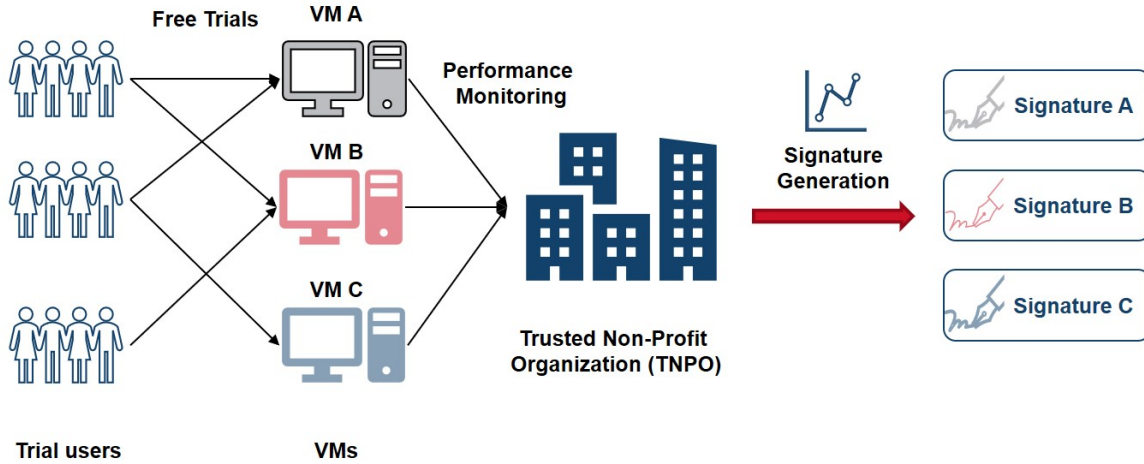 Free Trials
VM A
Performance
Monitoring
VM B
VM C
Trusted Non-Profit
Organization (TNPO)
Signature
Generation
Signature A
Signature B
Signature C
Trial users
VMs